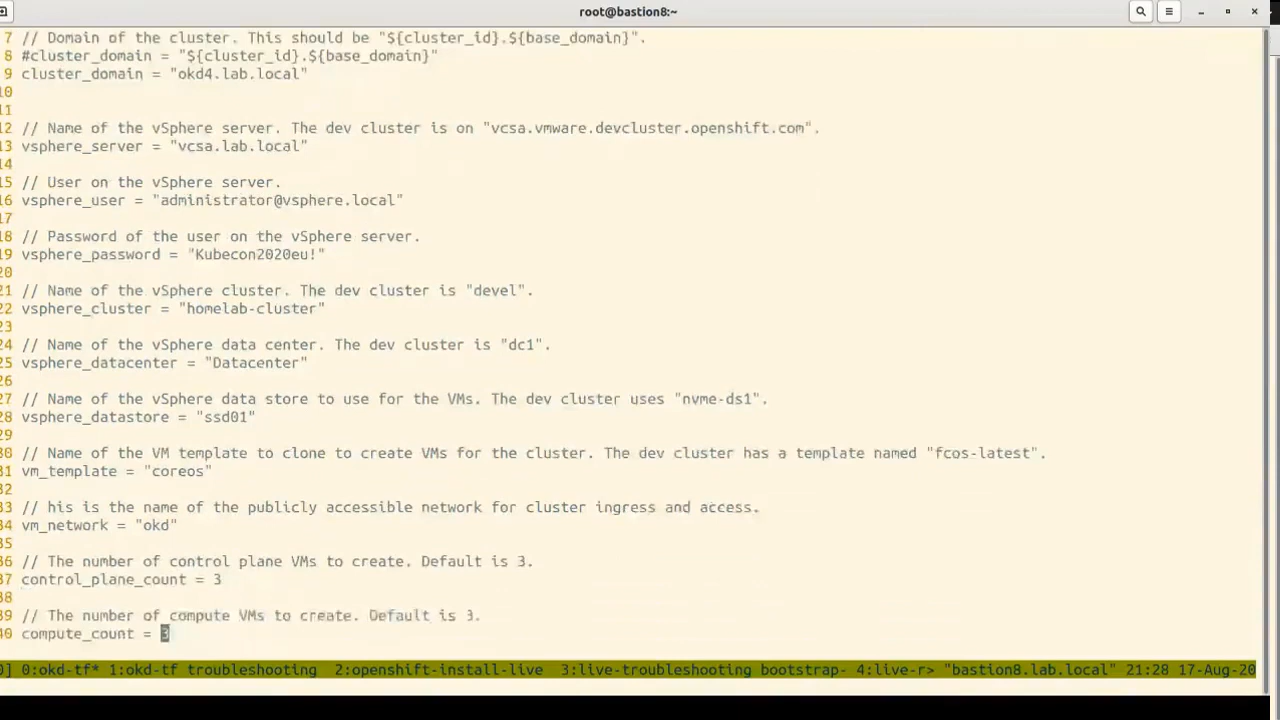 root@bastion8:~
7 // Domain of the cluster. This should be "${cluster_id}.${base_domain}".
8 #cluster_domain = "${cluster_id}.${base_domain}"
9 cluster_domain = "okd4.lab.local"
10
11
12 // Name of the vSphere server. The dev cluster is on "vcsa.vmware.devcluster.openshift.com".
13 vsphere_server = "vcsa.lab.local"
14
15 // User on the vSphere server.
16 vsphere_user = "administrator@vsphere.local"
17
18 // Password of the user on the vSphere server.
19 vsphere_password = "Kubecon2020eu!"
20
21 // Name of the vSphere cluster. The dev cluster is "devel".
22 vsphere_cluster = "homelab-cluster"
23
24 // Name of the vSphere data center. The dev cluster is "dc1".
25 vsphere_datacenter = "Datacenter"
26
27 // Name of the vSphere data store to use for the VMs. The dev cluster uses "nvme-ds1".
28 vsphere_datastore = "ssd01"
29
30 // Name of the VM template to clone to create VMs for the cluster. The dev cluster has a template named "fcos-latest".
31 vm_template = "coreos"
32
33 // his is the name of the publicly accessible network for cluster ingress and access.
34 vm_network = "okd"
35
36 // The number of control plane VMs to create. Default is 3.
37 control_plane_count = 3
38
39 // The number of compute VMs to create. Default is 3.
40 compute_count = 3
0] 0:okd-tf* 1:okd-tf troubleshooting 2:openshift-install-live 3:live-troubleshooting bootstrap- 4:live-r> "bastion8.lab.local" 21:28 17-Aug-20